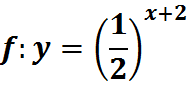 f: y = (1/2)^{x+2}